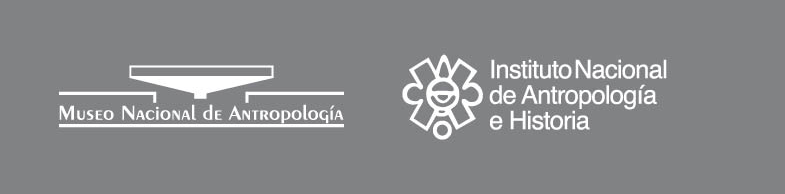 Museo Nacional de Antropología
Instituto Nacional
de Antropología
e Historia